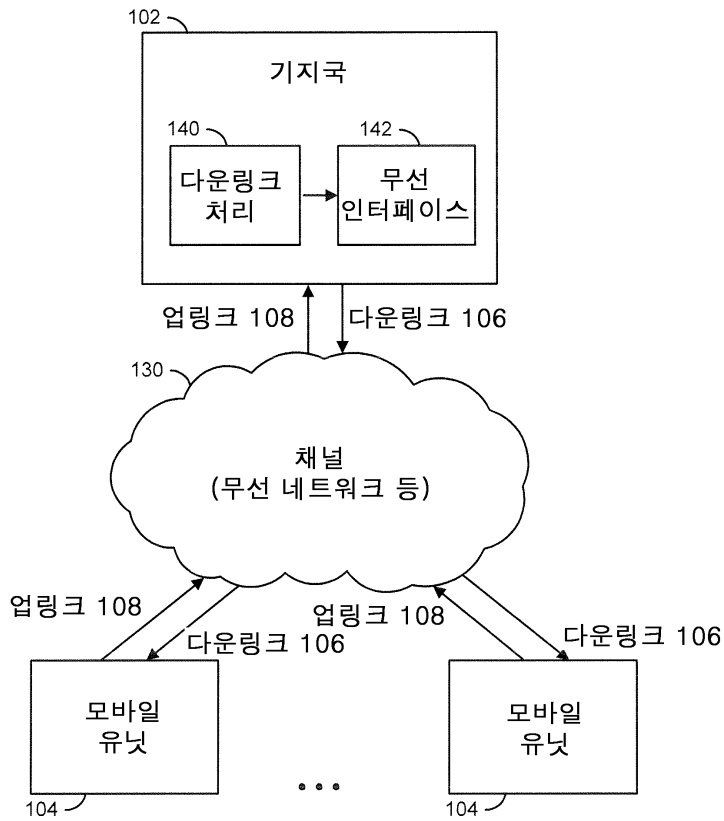 102
기지국
140
142
다운링크
처리
무선
인터페이스
업링크 108
다운링크 106
130
채널
(무선 네트워크 등)
업링크 108
다운링크 106
업링크 108
다운링크 106
모바일
유닛
모바일
유닛
...
104
104